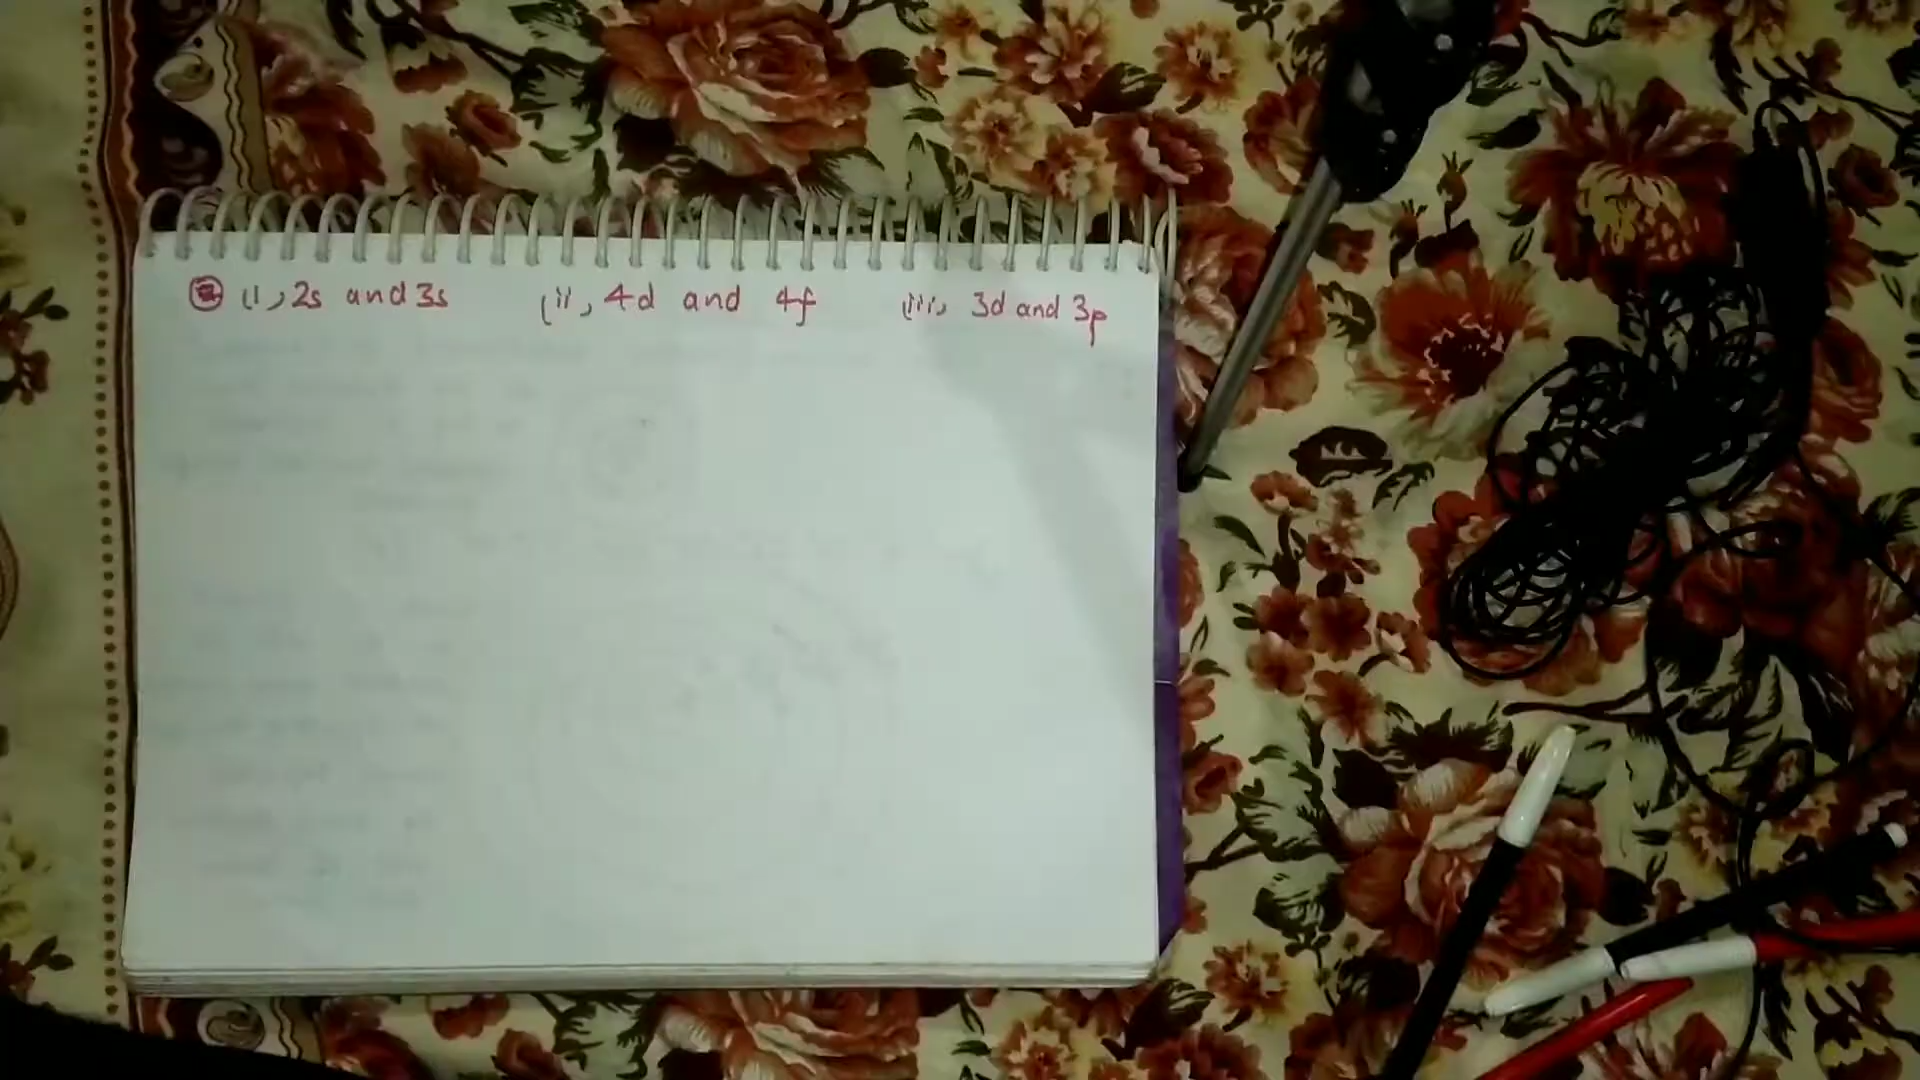 (i) 2s and 3s (ii) 4d and 4f (iii) 3d and 3p